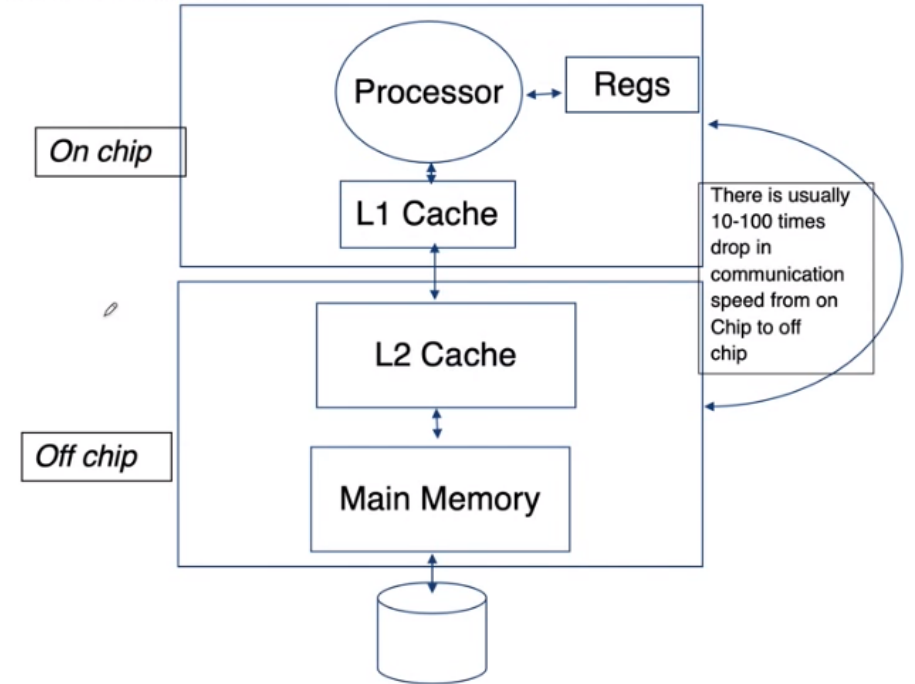 Processor
Regs
On chip
L1 Cache
There is usually
10-100 times
drop in
communication
speed from on
Chip to off
chip
L2 Cache
Off chip
Main Memory